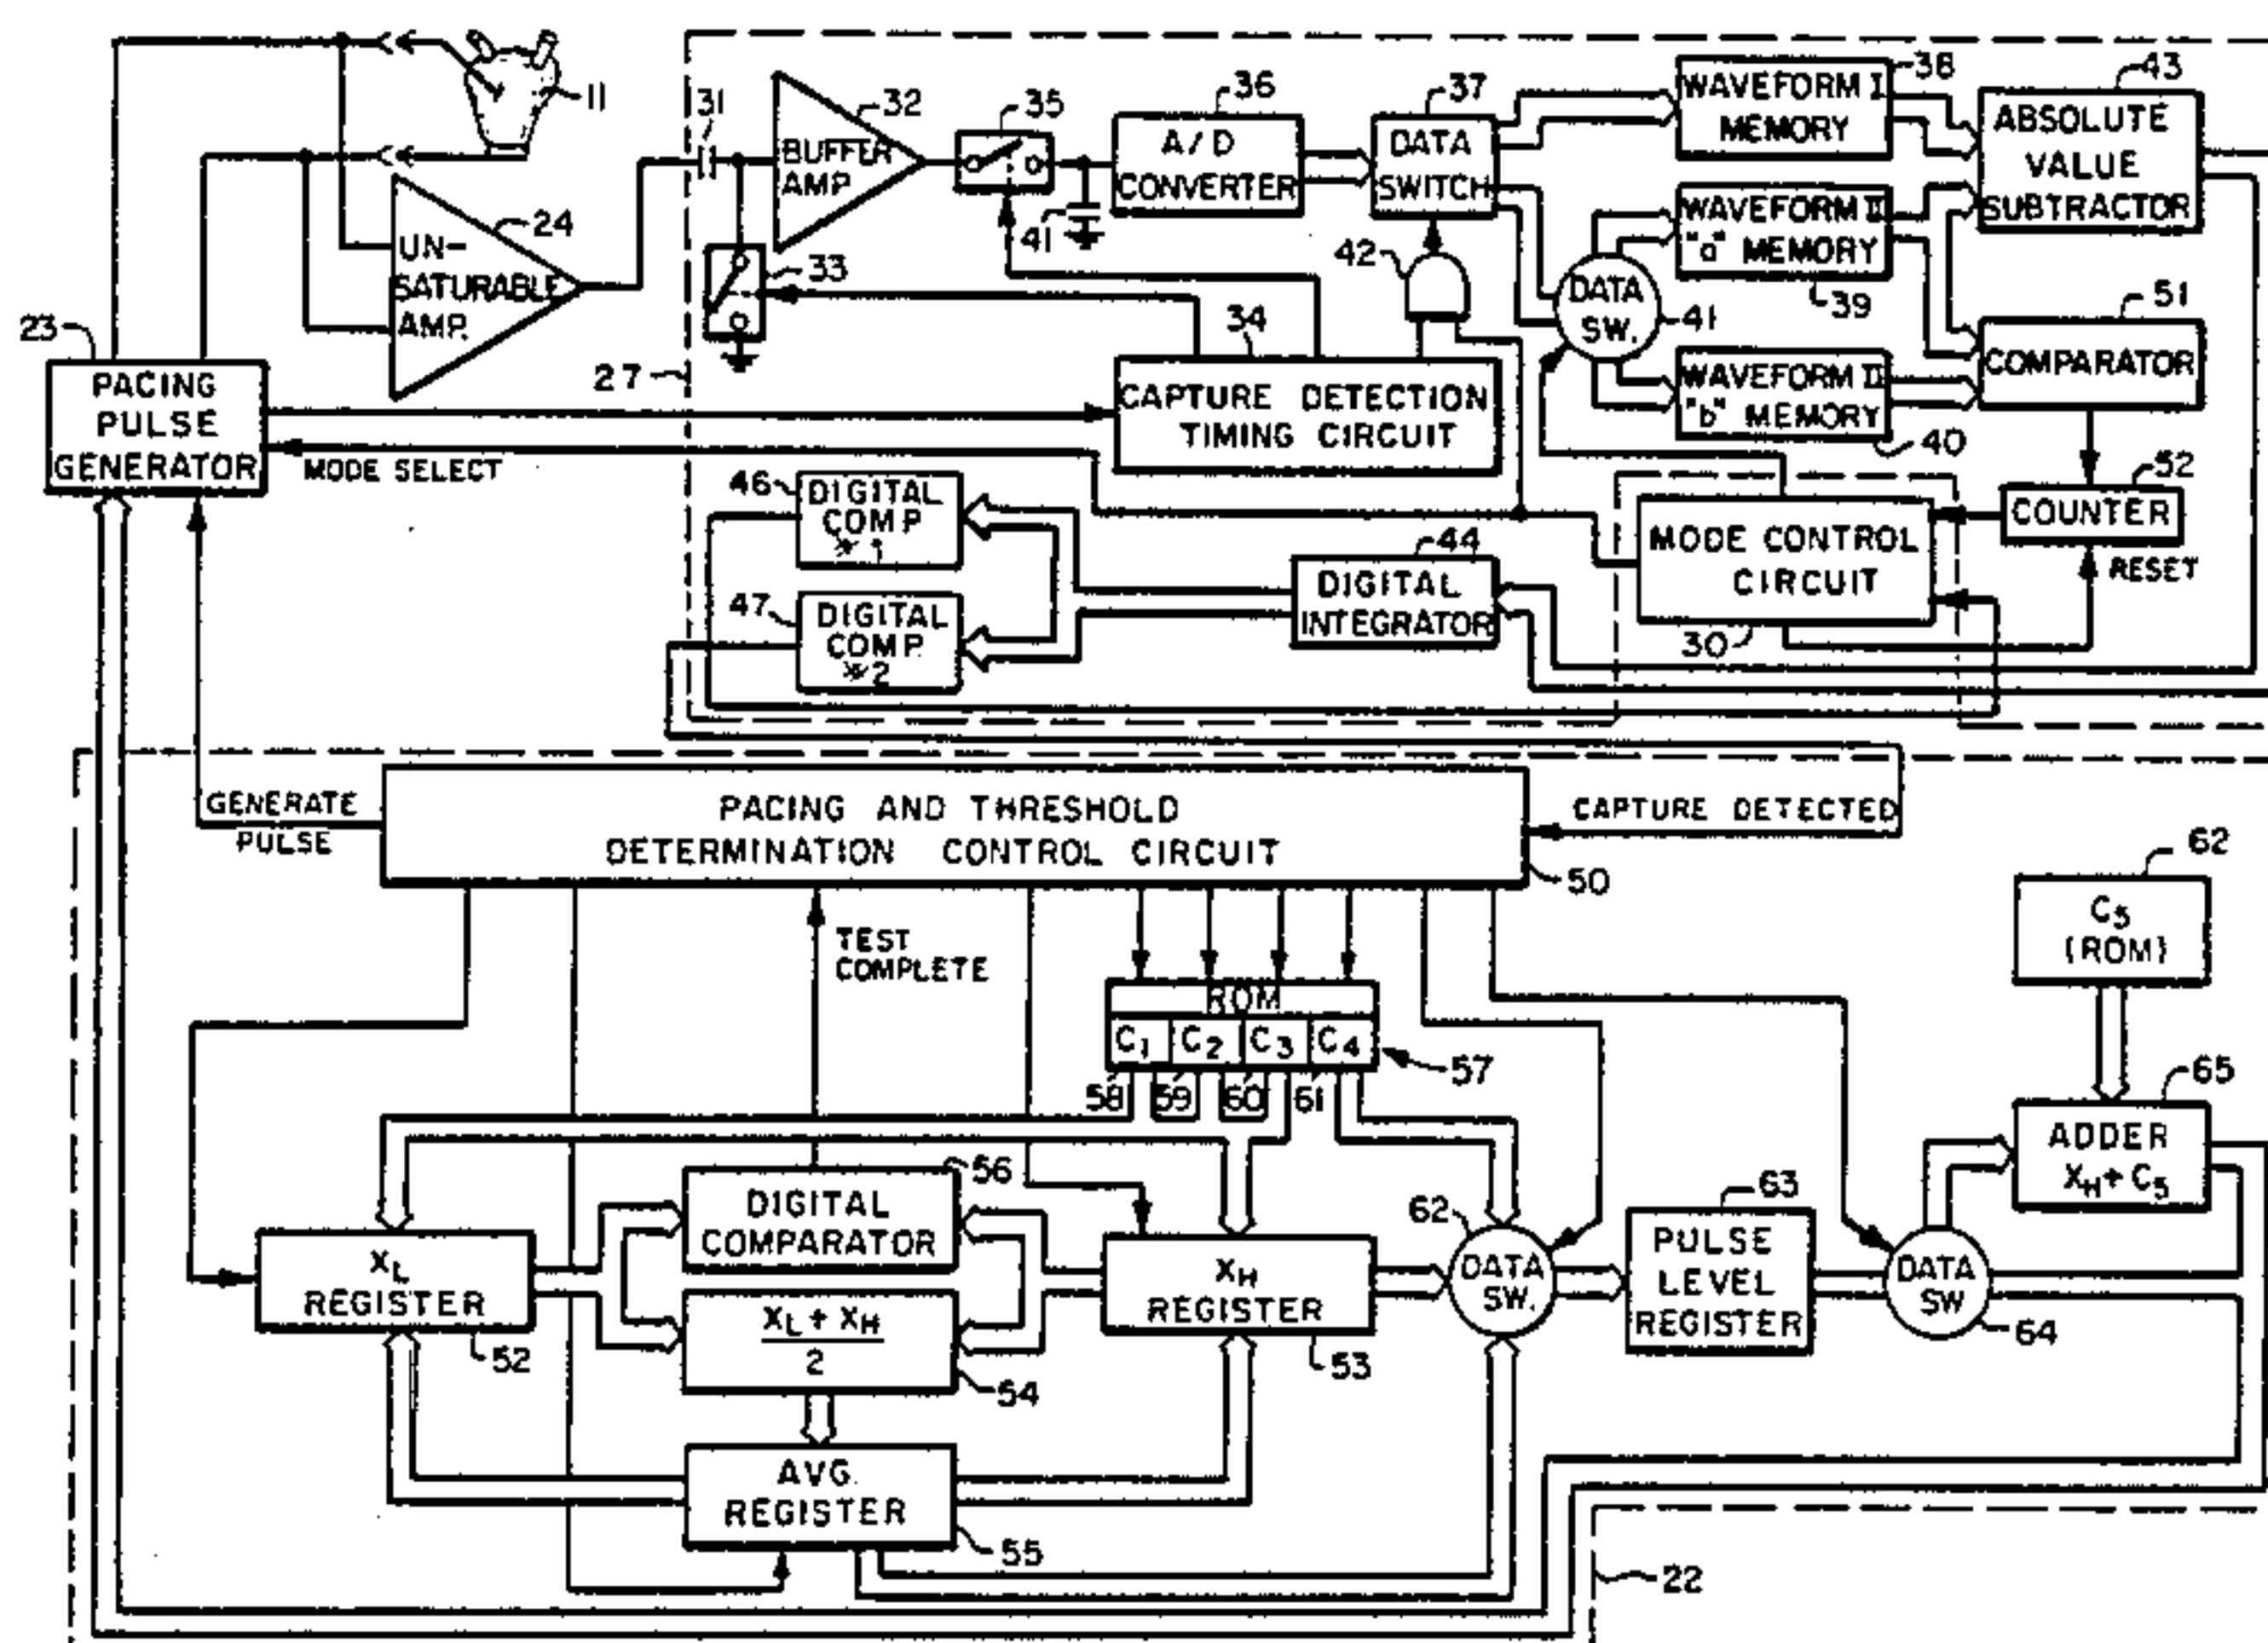 11
31
32
BUFFER
AMP.
35
36
A/D
CONVERTER
37
DATA
SWITCH
38
WAVEFORM I
MEMORY
43
ABSOLUTE
VALUE
SUBTRACTOR
24
UN-
SATURABLE
AMP.
33
41
42
WAVEFORM II
"a" MEMORY
39
DATA
SW.
41
51
COMPARATOR
WAVEFORM II
"b" MEMORY
40
23
PACING
PULSE
GENERATOR
27
34
CAPTURE DETECTION
TIMING CIRCUIT
MODE SELECT
46
DIGITAL
COMP
#1
47
DIGITAL
COMP.
#2
44
DIGITAL
INTEGRATOR
MODE CONTROL
CIRCUIT
30
52
COUNTER
RESET
GENERATE
PULSE
PACING AND THRESHOLD
DETERMINATION CONTROL CIRCUIT
50
CAPTURE DETECTED
62
C5
(ROM)
TEST
COMPLETE
ROM
C1 C2 C3 C4
57
58 59 60 61
65
ADDER
XH + C5
56
DIGITAL
COMPARATOR
XL
REGISTER
52
XL + XH
2
54
XH
REGISTER
53
62
DATA
SW.
63
PULSE
LEVEL
REGISTER
DATA
SW
64
AVG.
REGISTER
55
22